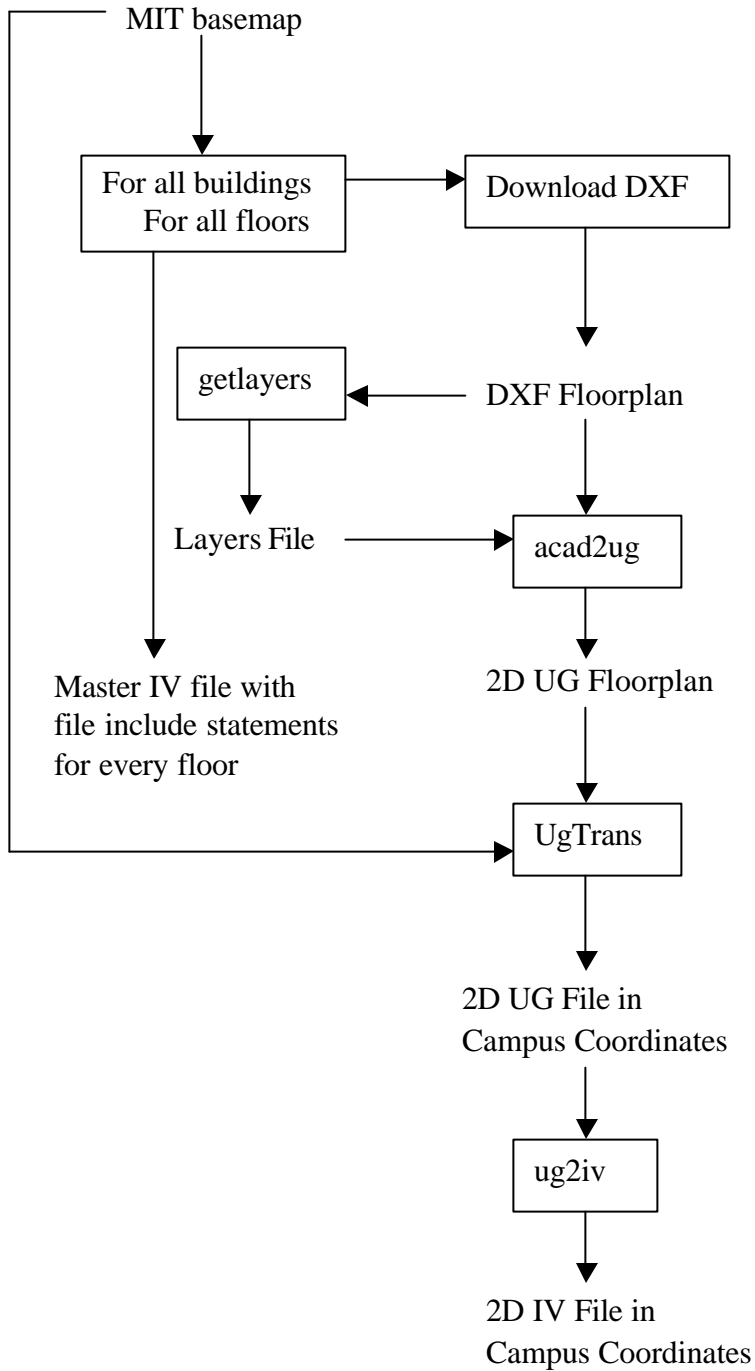 MIT basemap
For all buildings
For all floors
Download DXF
getlayers
DXF Floorplan
Layers File
acad2ug
Master IV file with
file include statements
for every floor
2D UG Floorplan
UgTrans
2D UG File in
Campus Coordinates
ug2iv
2D IV File in
Campus Coordinates